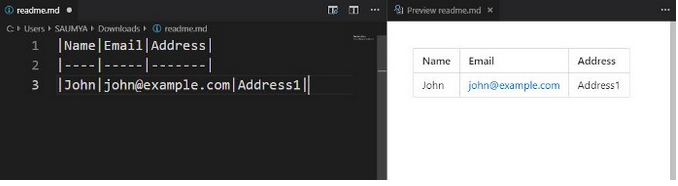 readme.md
C: > Users > SAUMYA > Downloads > readme.md
1 |Name|Email|Address|
2 |----|-----|-------|
3 |John|john@example.com|Address1|
Preview readme.md
Name Email Address
John john@example.com Address1